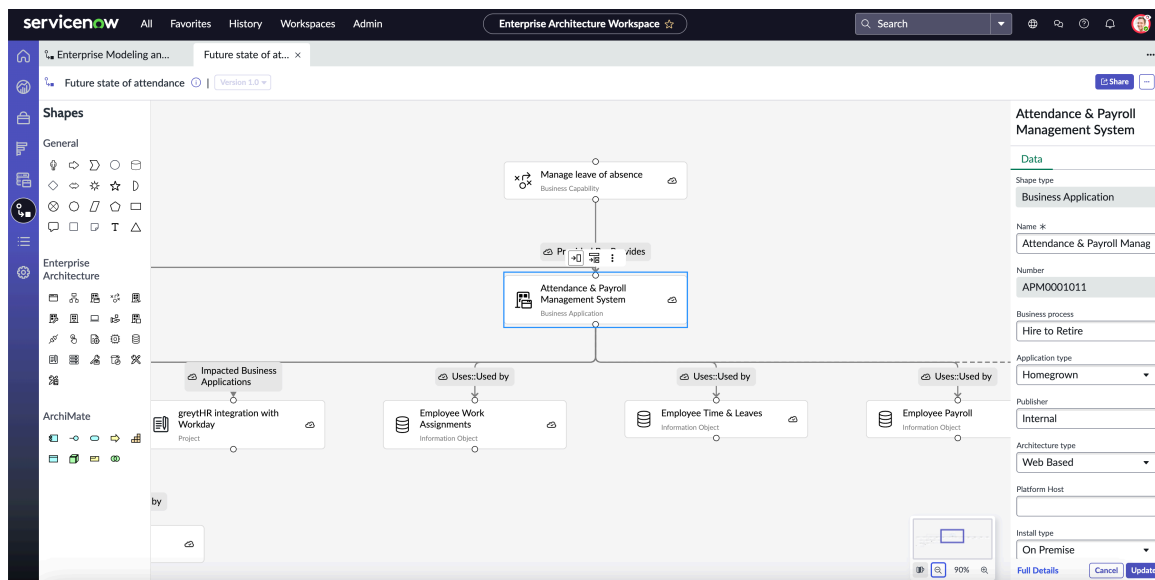 servicenow
All
Favorites
History
Workspaces
Admin
Enterprise Architecture Workspace
Search
Enterprise Modeling an...
Future state of at...
Future state of attendance
Version 1.0
Share
Shapes
General
Enterprise
Architecture
ArchiMate
Manage leave of absence
Business Capability
Attendance & Payroll
Management System
Business Application
Impacted Business
Applications
Uses::Used by
Uses::Used by
Uses::Used by
greytHR integration with
Workday
Project
Employee Work
Assignments
Information Object
Employee Time & Leaves
Information Object
Employee Payroll
Information Object
by
90%
Attendance & Payroll
Management System
Data
Shape type
Business Application
Name
Attendance & Payroll Manag
Number
APM0001011
Business process
Hire to Retire
Application type
Homegrown
Publisher
Internal
Architecture type
Web Based
Platform Host
Install type
On Premise
Full Details
Cancel
Update